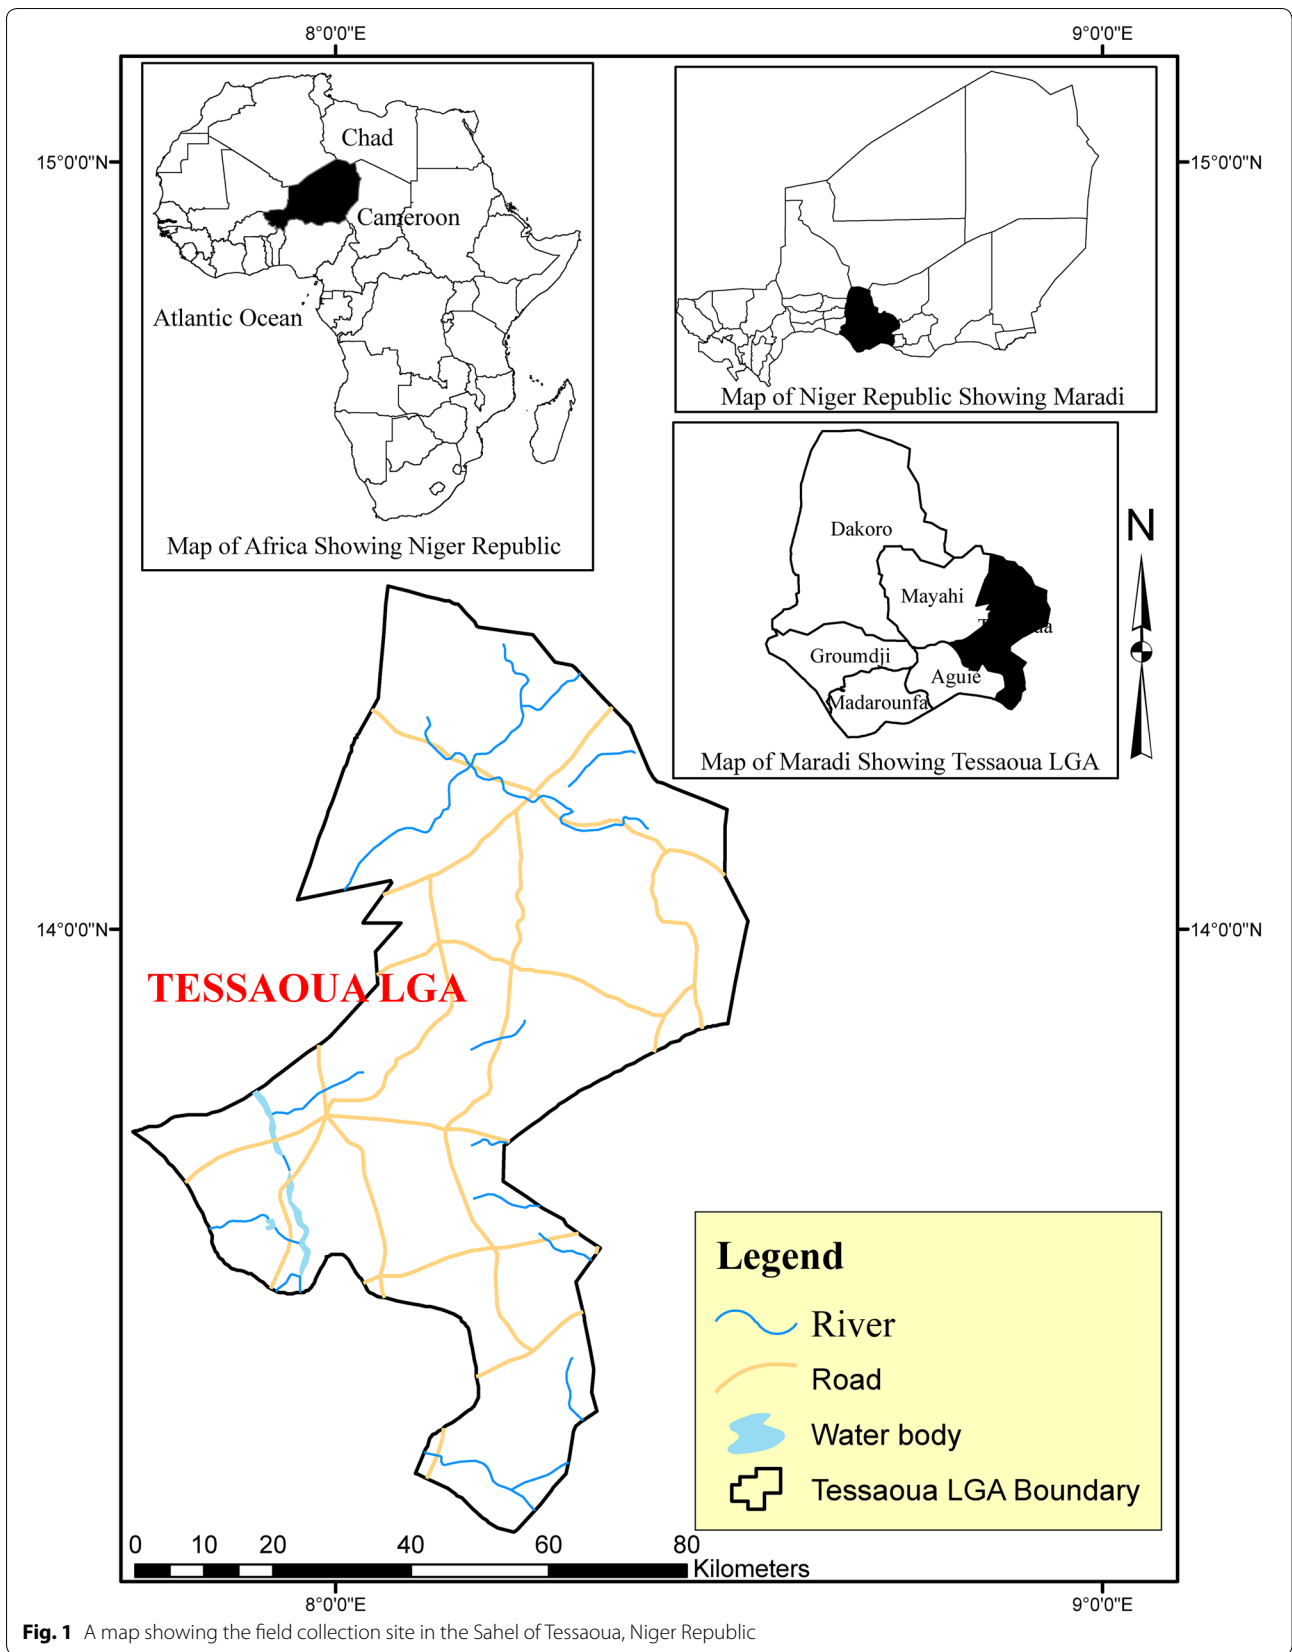 8°0'0"E
9°0'0"E
15°0'0"N
15°0'0"N
Chad
Cameroon
Atlantic Ocean
Map of Africa Showing Niger Republic
Map of Niger Republic Showing Maradi
Dakoro
Mayahi
Groumdji
Aguie
Madarounfa
Map of Maradi Showing Tessaoua LGA
N
14°0'0"N
14°0'0"N
TESSAOUA LGA
Legend
River
Road
Water body
Tessaoua LGA Boundary
0 10 20 40 60 80
Kilometers
8°0'0"E
9°0'0"E
Fig. 1 A map showing the field collection site in the Sahel of Tessaoua, Niger Republic